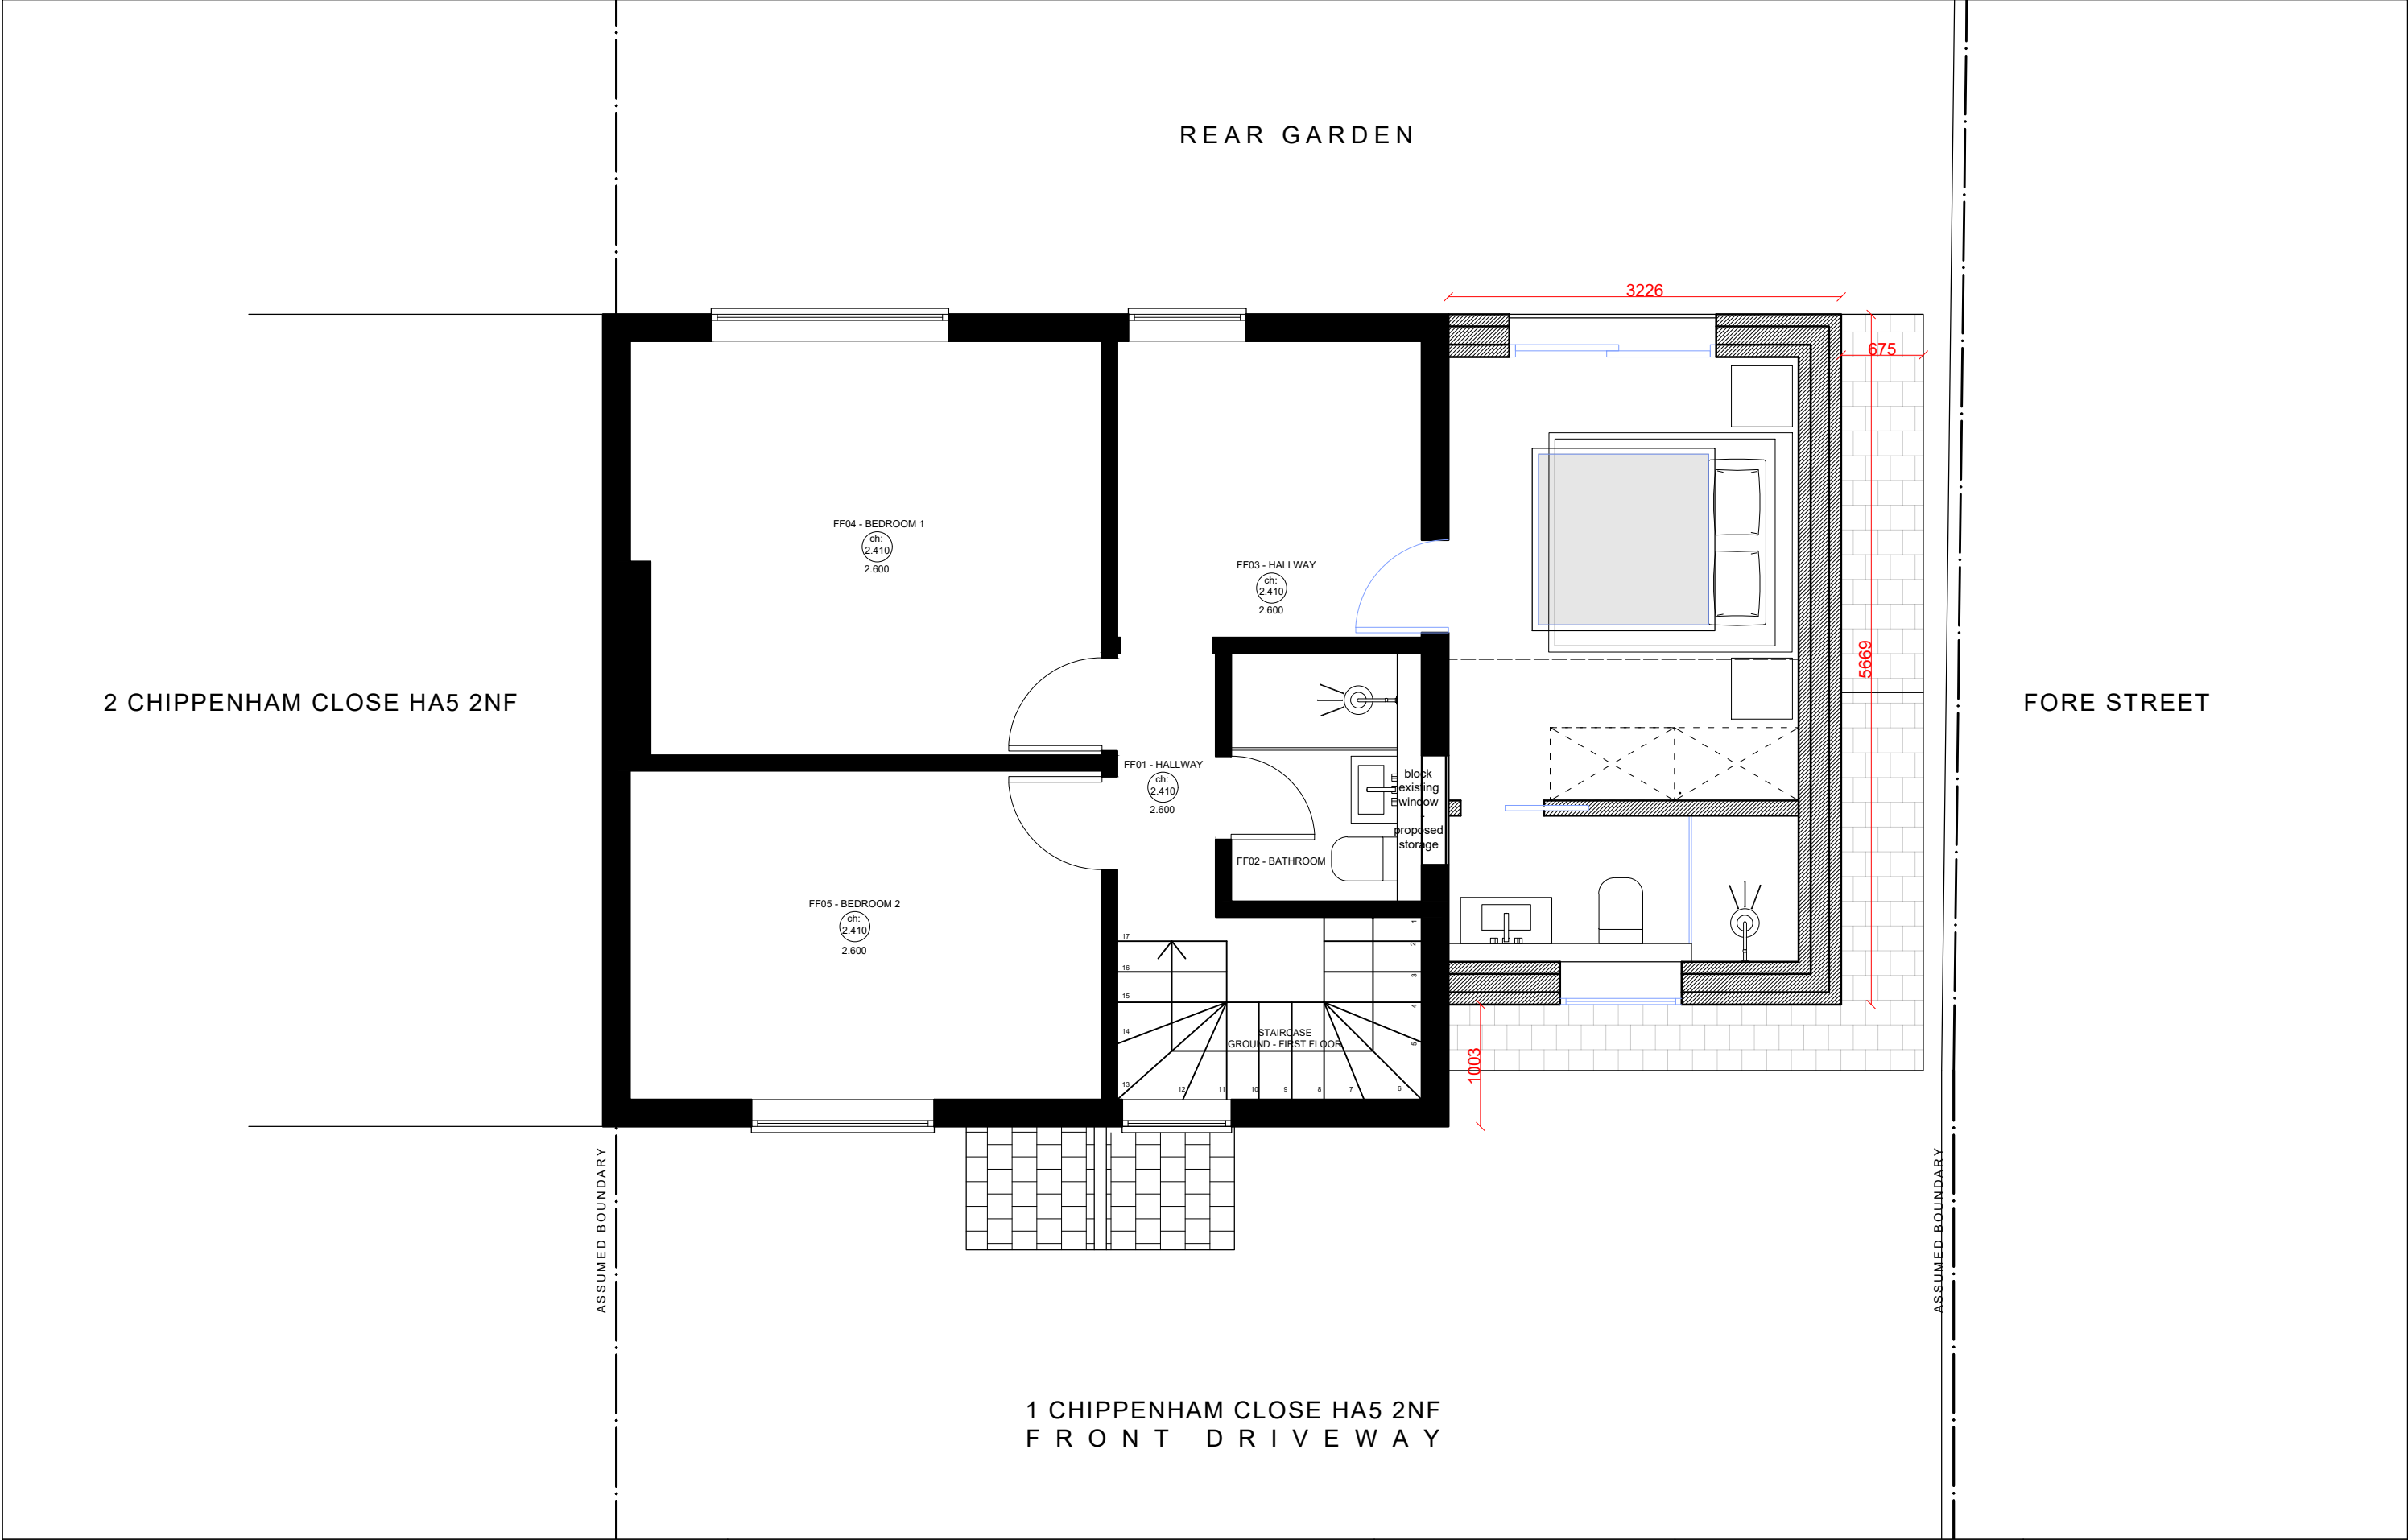 REAR GARDEN
3226
675
FF04 - BEDROOM 1
ch:
2.410
2.600
FF03 - HALLWAY
ch:
2.410
2.600
5669
2 CHIPPENHAM CLOSE HA5 2NF
FORE STREET
FF01 - HALLWAY
ch:
2.410
2.600
block
existing
window
-
proposed
storage
FF02 - BATHROOM
FF05 - BEDROOM 2
ch:
2.410
2.600
17
16
15
14
13
12
11
10
9
8
7
6
5
4
3
2
1
STAIRCASE
GROUND - FIRST FLOOR
1003
ASSUMED BOUNDARY
ASSUMED BOUNDARY
1 CHIPPENHAM CLOSE HA5 2NF
FRONT DRIVEWAY